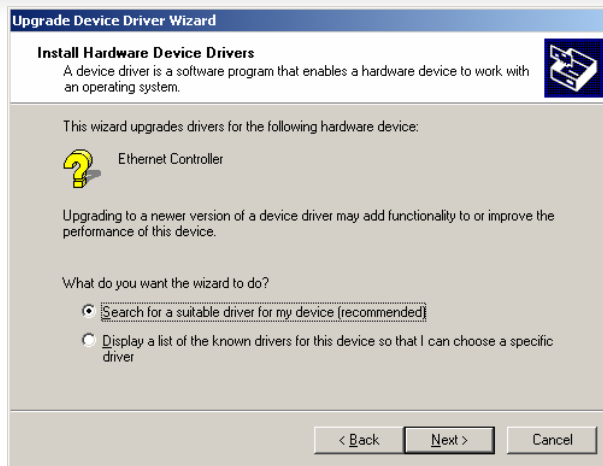 Upgrade Device Driver Wizard
Install Hardware Device Drivers
A device driver is a software program that enables a hardware device to work with
an operating system.
This wizard upgrades drivers for the following hardware device:
Ethernet Controller
Upgrading to a newer version of a device driver may add functionality to or improve the
performance of this device.
What do you want the wizard to do?
Search for a suitable driver for my device (recommended)
Display a list of the known drivers for this device so that I can choose a specific
driver
< Back
Next >
Cancel